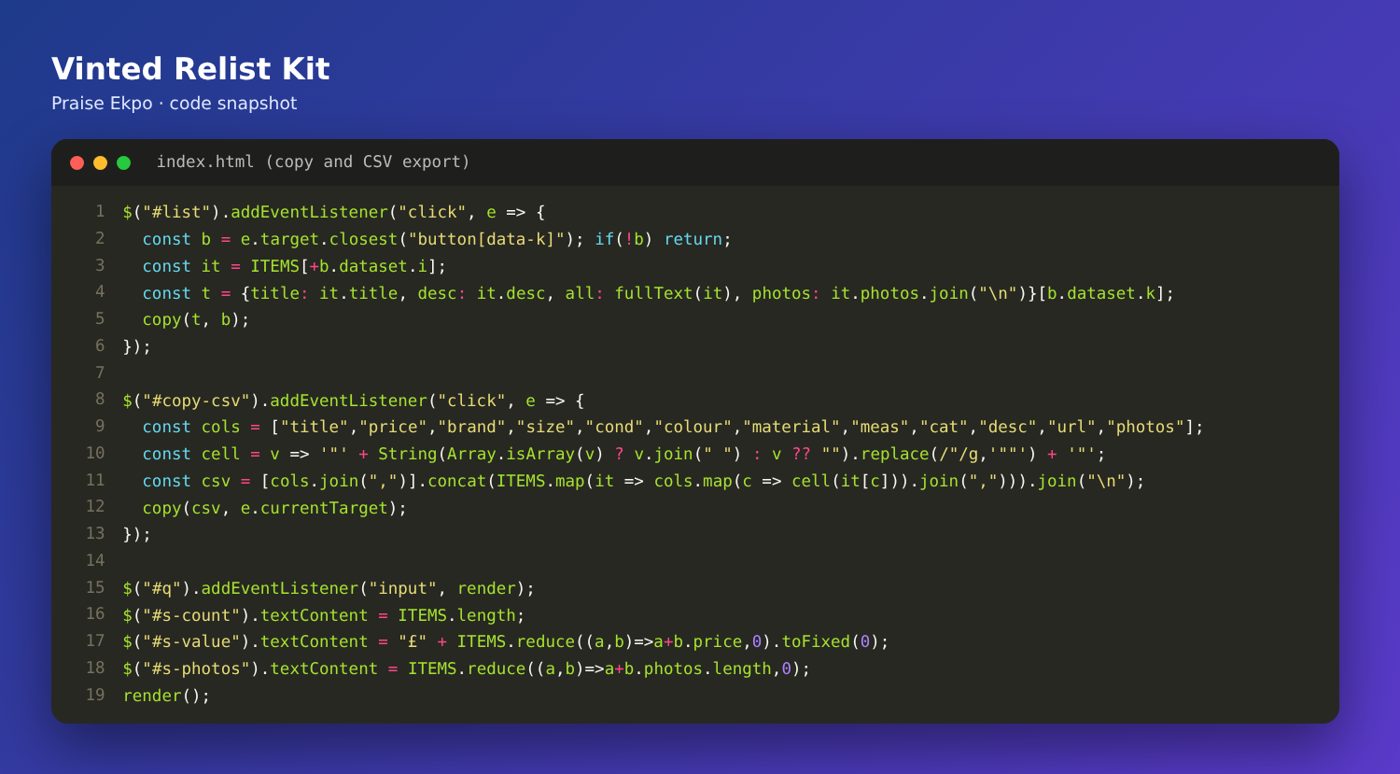 Vinted Relist Kit
Praise Ekpo · code snapshot
index.html (copy and CSV export)
1 $("#list").addEventListener("click", e => {
2   const b = e.target.closest("button[data-k]"); if(!b) return;
3   const it = ITEMS[+b.dataset.i];
4   const t = {title: it.title, desc: it.desc, all: fullText(it), photos: it.photos.join("\n")}[b.dataset.k];
5   copy(t, b);
6 });
7
8 $("#copy-csv").addEventListener("click", e => {
9   const cols = ["title","price","brand","size","cond","colour","material","meas","cat","desc","url","photos"];
10   const cell = v => '"' + String(Array.isArray(v) ? v.join(" ") : v ?? "").replace(/"/g,'""') + '"';
11   const csv = [cols.join(",")].concat(ITEMS.map(it => cols.map(c => cell(it[c])).join(","))).join("\n");
12   copy(csv, e.currentTarget);
13 });
14
15 $("#q").addEventListener("input", render);
16 $("#s-count").textContent = ITEMS.length;
17 $("#s-value").textContent = "£" + ITEMS.reduce((a,b)=>a+b.price,0).toFixed(0);
18 $("#s-photos").textContent = ITEMS.reduce((a,b)=>a+b.photos.length,0);
19 render();